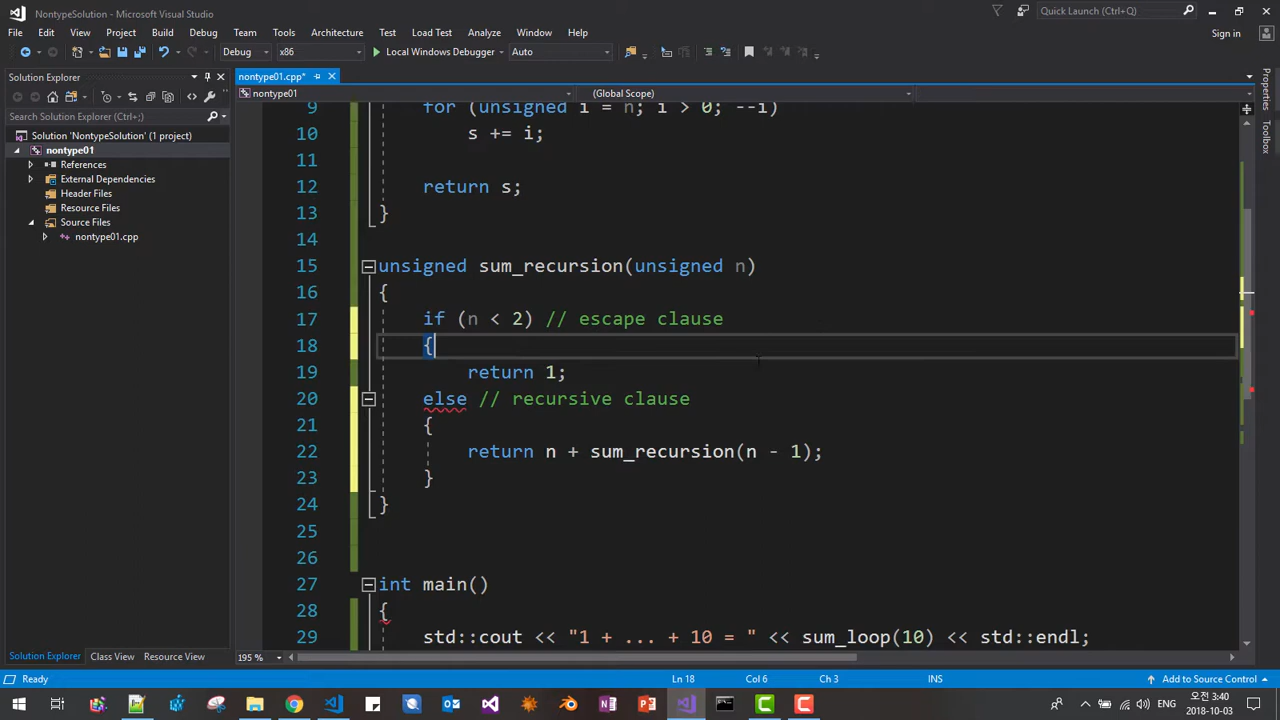 NontypeSolution - Microsoft Visual Studio
Quick Launch (Ctrl+Q)
File Edit View Project Build Debug Team Tools Architecture Test Load Test Analyze Window Help
Sign in
Debug x86 Local Windows Debugger Auto
Solution Explorer
nontype01.cpp*
nontype01
(Global Scope)
Search Solution Explorer (Ctrl+;)
Solution 'NontypeSolution' (1 project)
nontype01
References
External Dependencies
Header Files
Resource Files
Source Files
nontype01.cpp
9 for (unsigned i = n; i > 0; --i)
10 s += i;
11
12 return s;
13 }
14
15 unsigned sum_recursion(unsigned n)
16 {
17 if (n < 2) // escape clause
18 {
19 return 1;
20 else // recursive clause
21 {
22 return n + sum_recursion(n - 1);
23 }
24 }
25
26
27 int main()
28 {
29 std::cout << "1 + ... + 10 = " << sum_loop(10) << std::endl;
Properties
Toolbox
Solution Explorer Class View Resource View
195 %
Ready
Ln 18 Col 6 Ch 3 INS
Add to Source Control
ENG
오전 3:40
2018-10-03